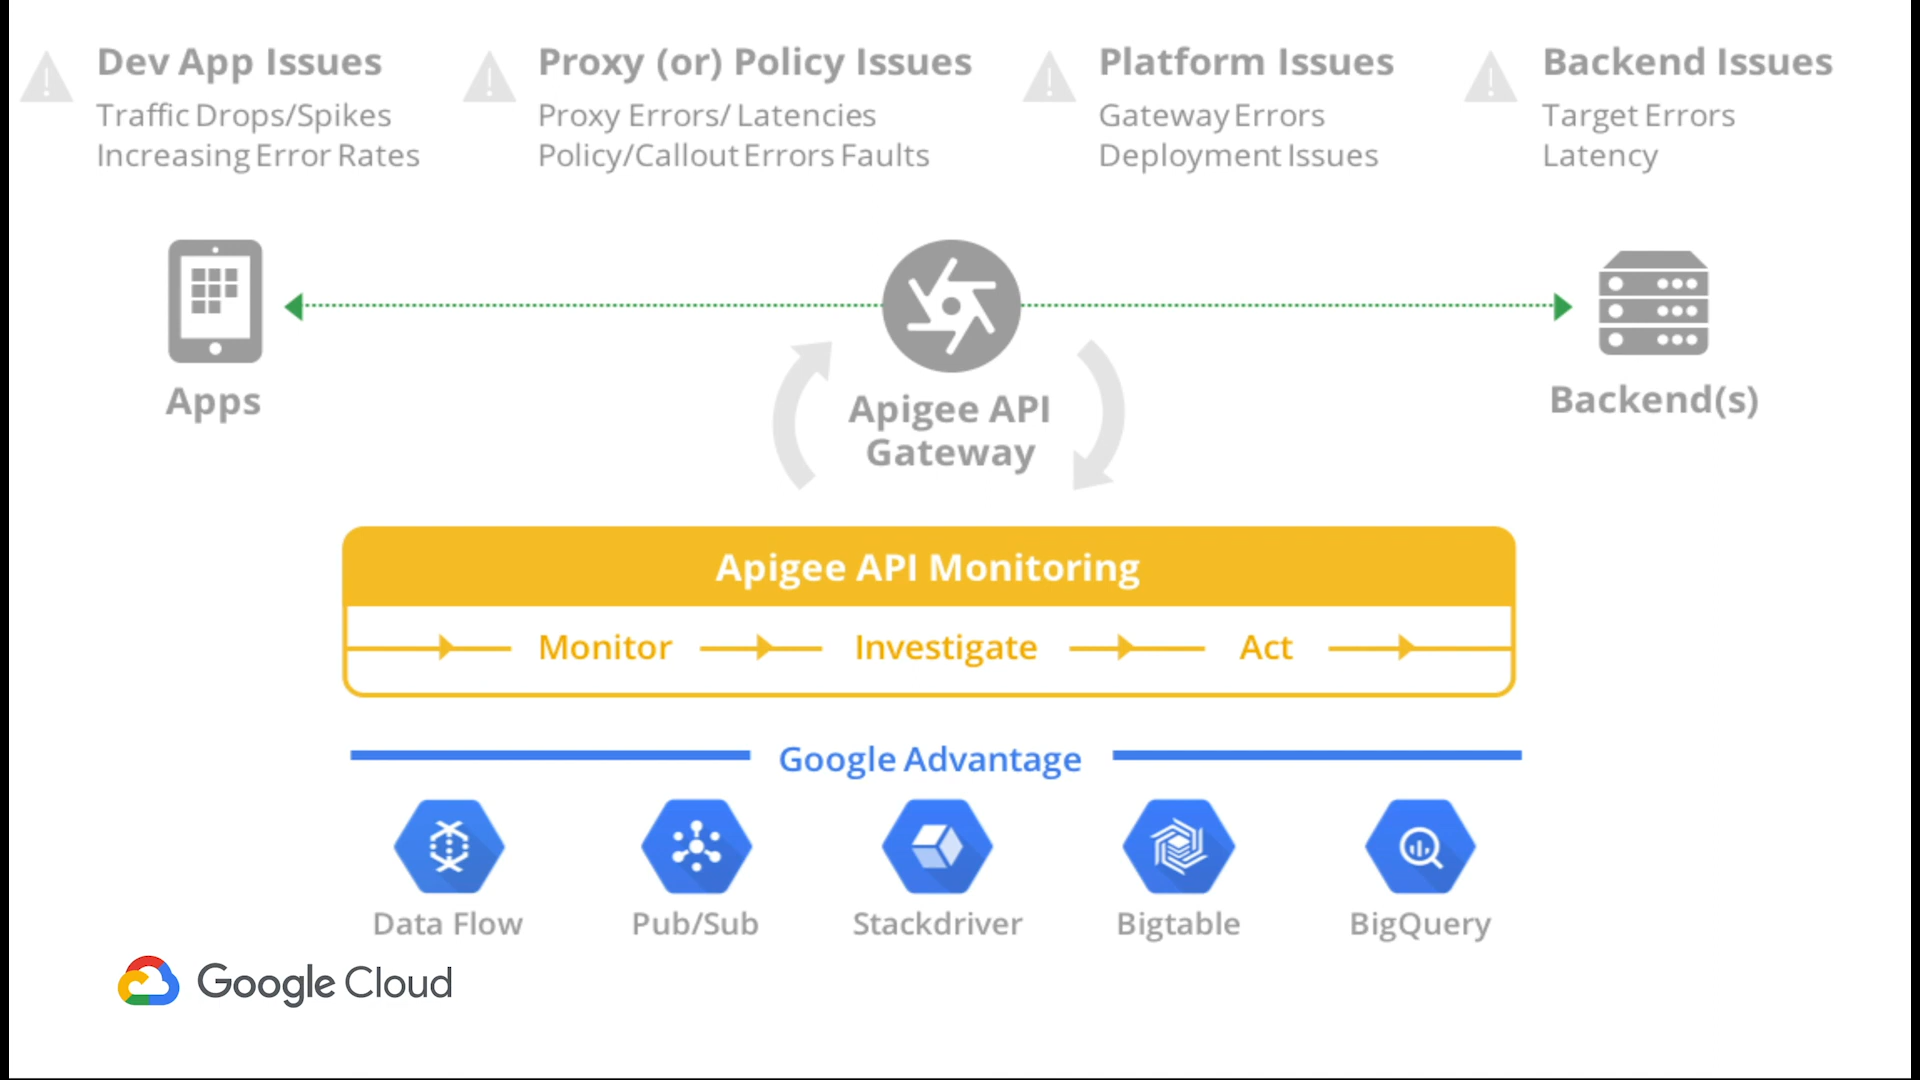 Dev App Issues
Traffic Drops/Spikes
Increasing Error Rates
Proxy (or) Policy Issues
Proxy Errors/ Latencies
Policy/Callout Errors Faults
Platform Issues
Gateway Errors
Deployment Issues
Backend Issues
Target Errors
Latency
Apps
Apigee API
Gateway
Backend(s)
Apigee API Monitoring
Monitor
Investigate
Act
Google Advantage
Data Flow
Pub/Sub
Stackdriver
Bigtable
BigQuery
Google Cloud